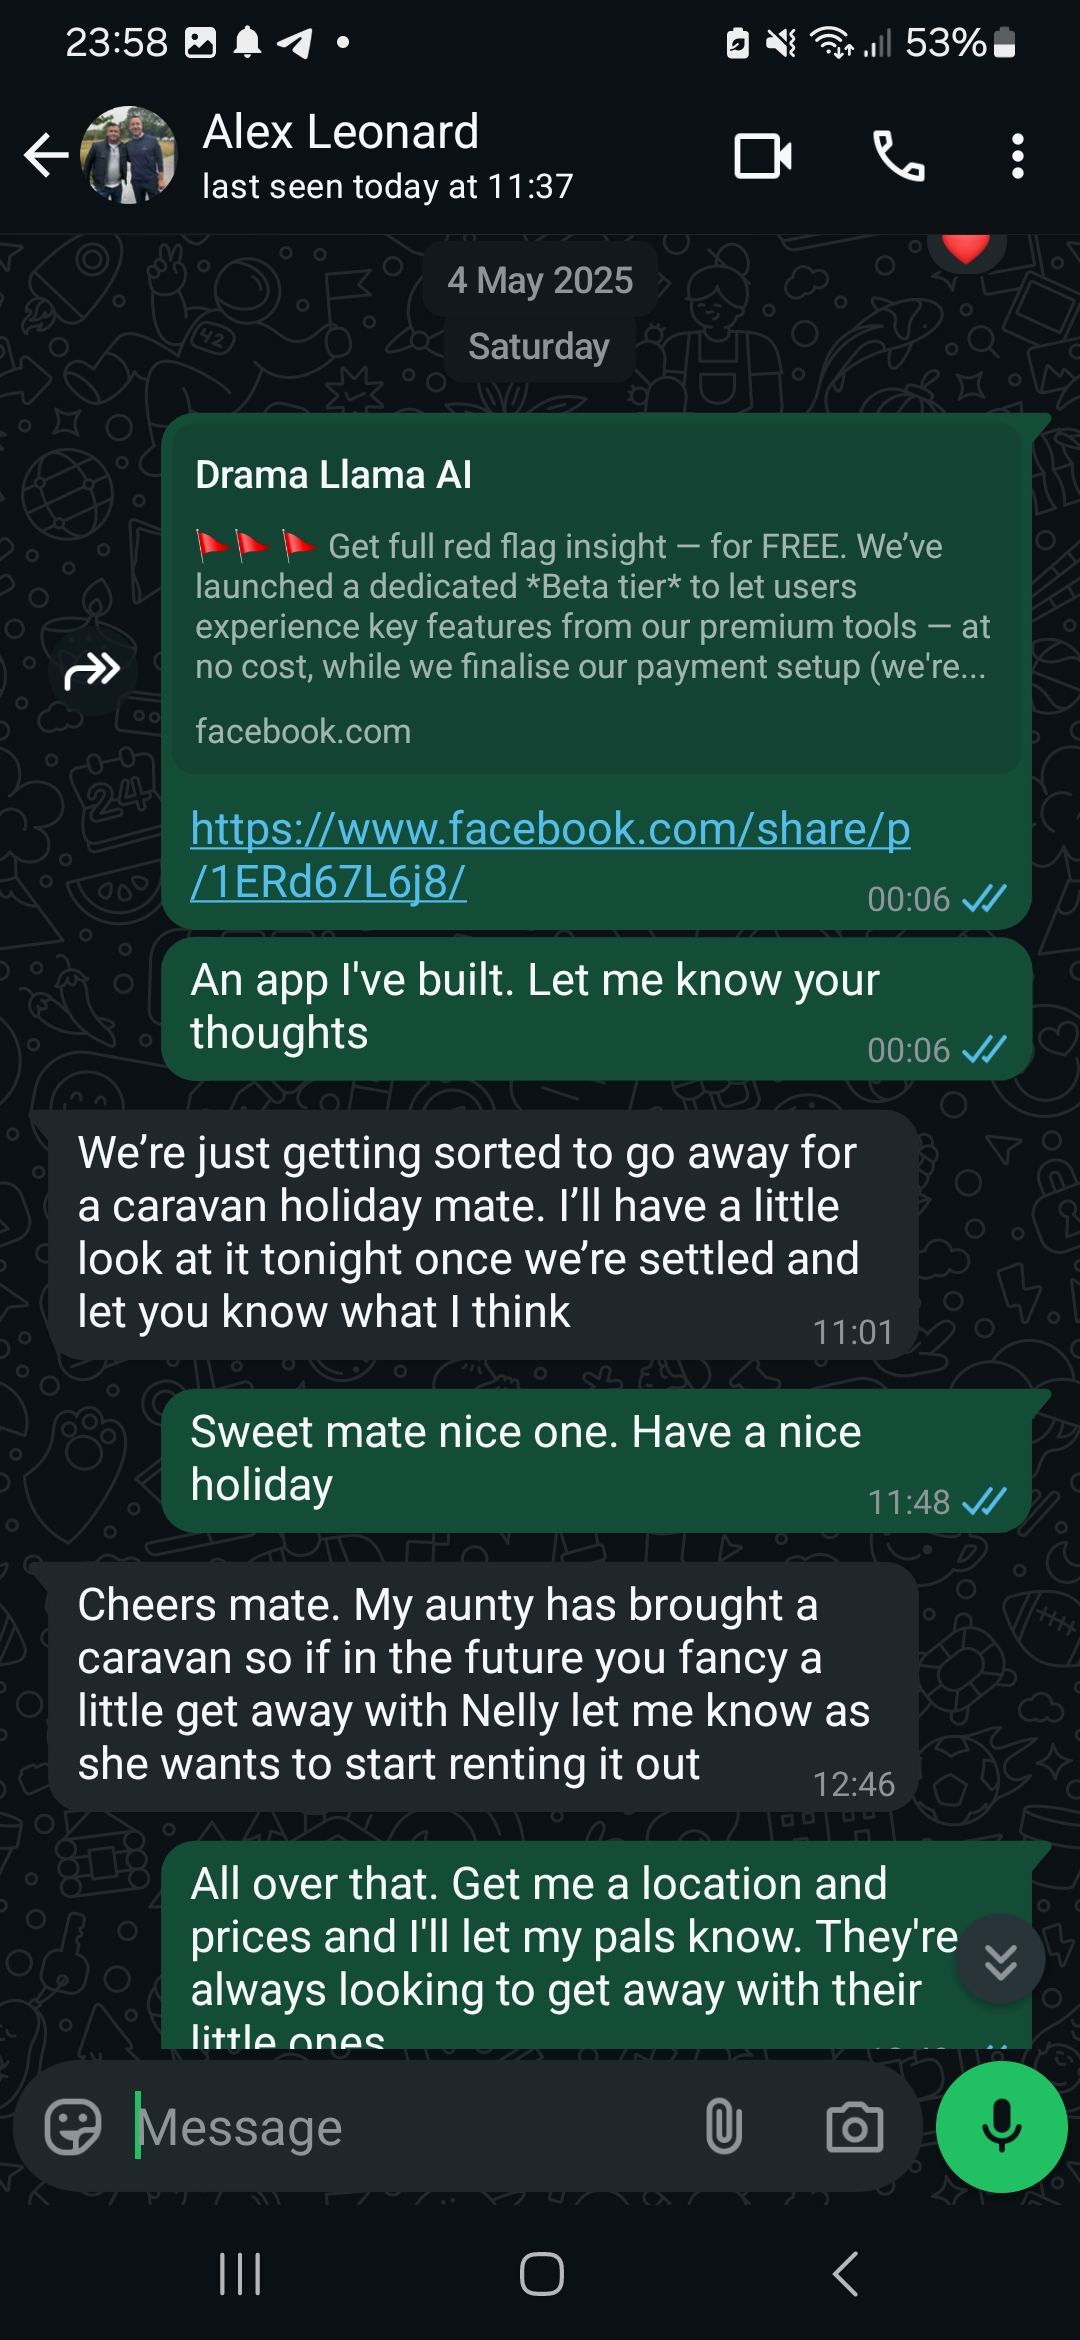 23:58
53%
Alex Leonard
last seen today at 11:37
4 May 2025
Saturday
Drama Llama AI
🚩🚩 🚩 Get full red flag insight — for FREE. We’ve
launched a dedicated *Beta tier* to let users
experience key features from our premium tools — at
no cost, while we finalise our payment setup (we're...
facebook.com
https://www.facebook.com/share/p
/1ERd67L6j8/
00:06
An app I've built. Let me know your
thoughts
00:06
We’re just getting sorted to go away for
a caravan holiday mate. I’ll have a little
look at it tonight once we’re settled and
let you know what I think
11:01
Sweet mate nice one. Have a nice
holiday
11:48
Cheers mate. My aunty has brought a
caravan so if in the future you fancy a
little get away with Nelly let me know as
she wants to start renting it out
12:46
All over that. Get me a location and
prices and I'll let my pals know. They're
always looking to get away with their
little ones
Message